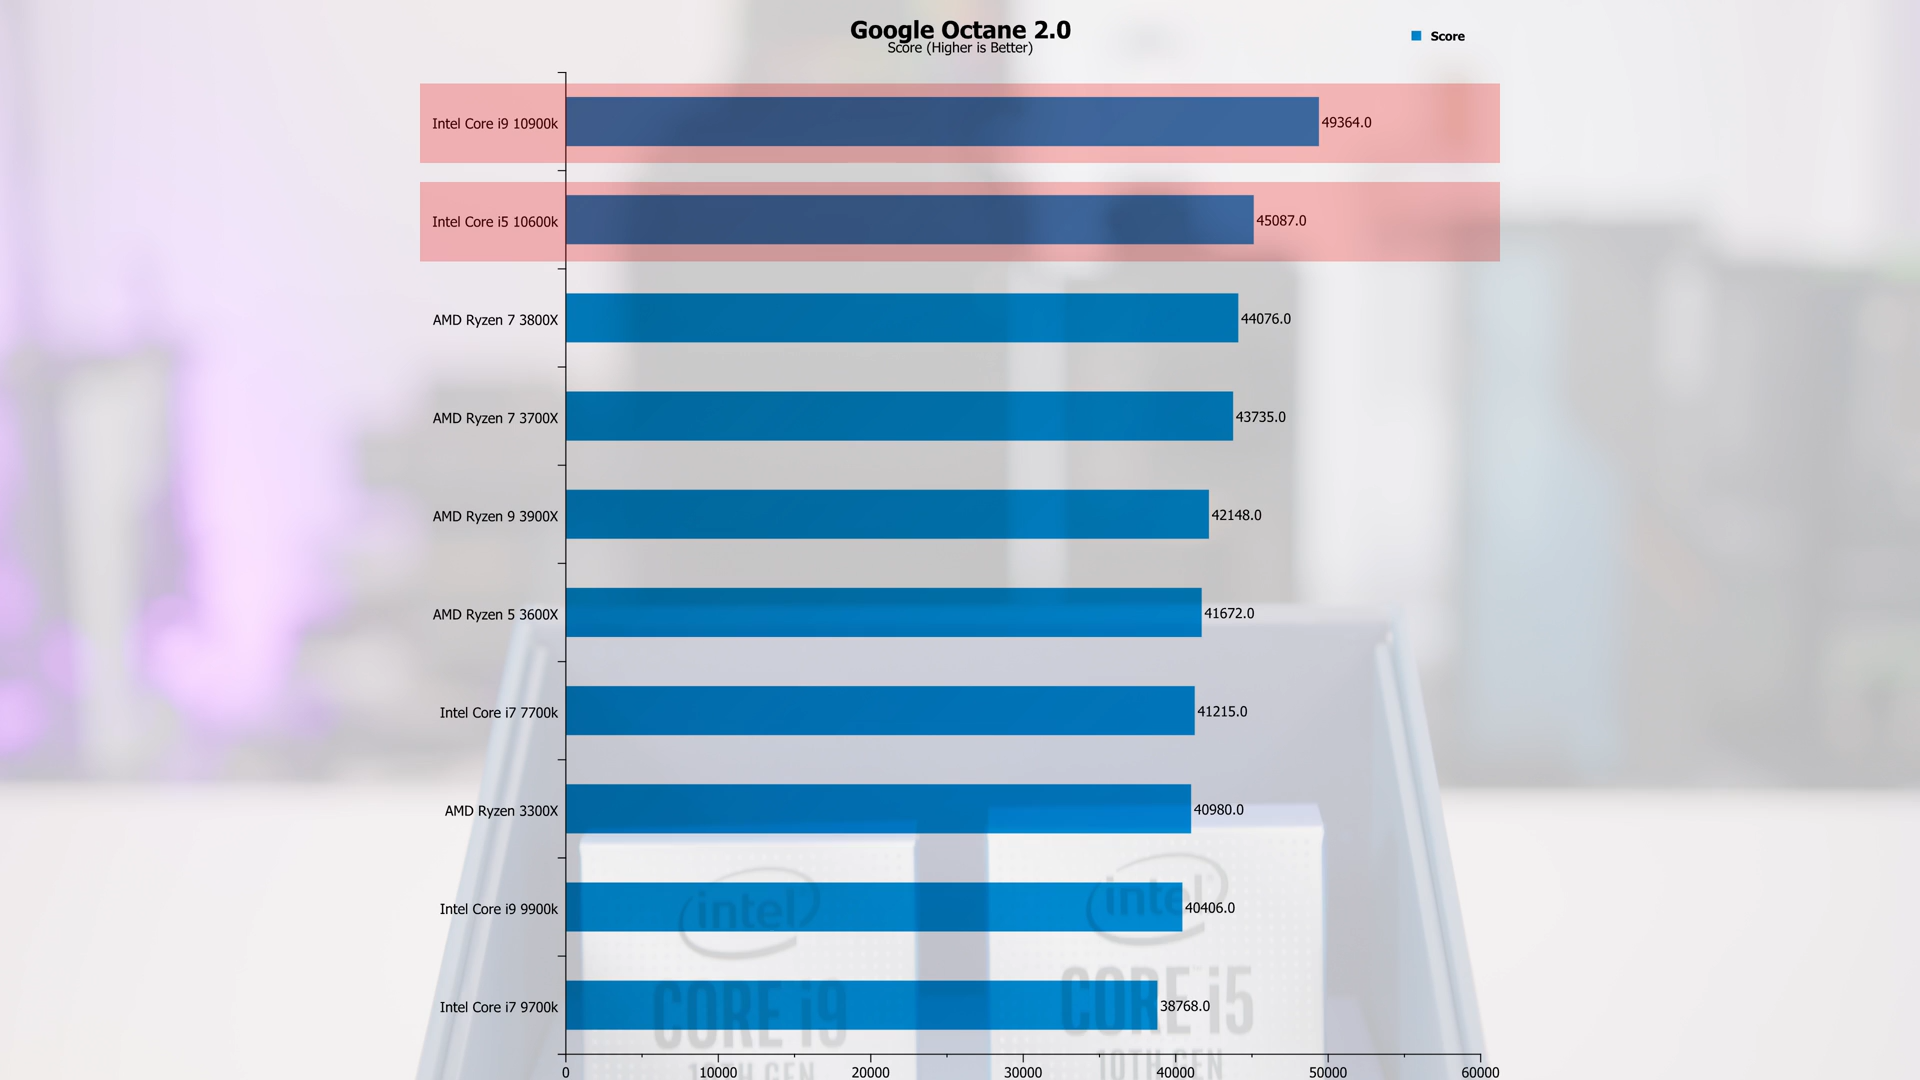 Google Octane 2.0
Score (Higher is Better)
Score
Intel Core i9 10900k 49364.0
Intel Core i5 10600k 45087.0
AMD Ryzen 7 3800X 44076.0
AMD Ryzen 7 3700X 43735.0
AMD Ryzen 9 3900X 42148.0
AMD Ryzen 5 3600X 41672.0
Intel Core i7 7700k 41215.0
AMD Ryzen 3300X 40980.0
Intel Core i9 9900k 40406.0
Intel Core i7 9700k 38768.0
0 10000 20000 30000 40000 50000 60000
intel
CORE i9
10TH GEN
intel
CORE i5
10TH GEN